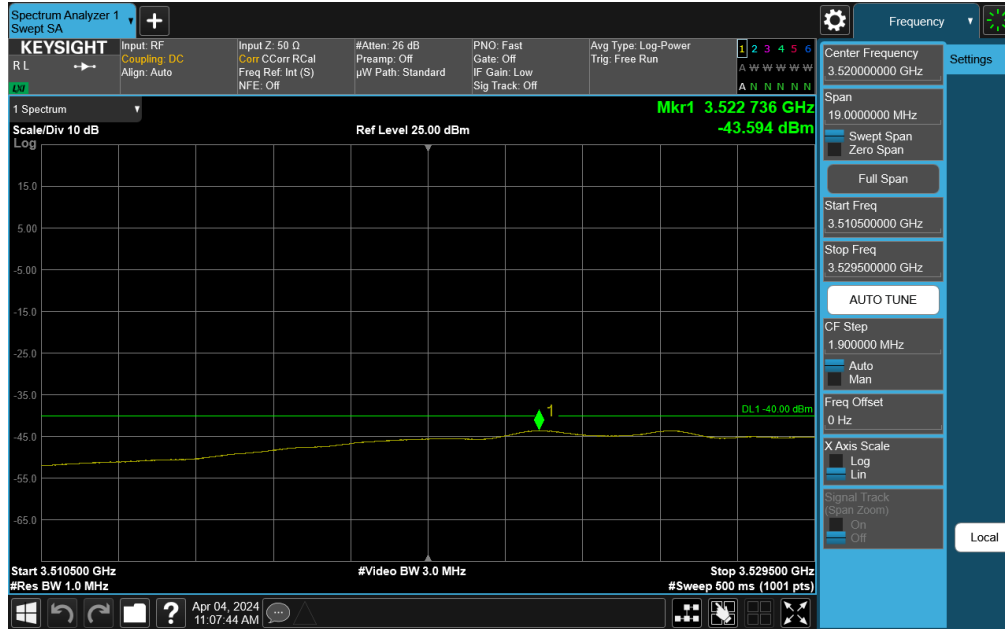 Spectrum Analyzer 1
Swept SA
Frequency
KEYSIGHT
R L
LXI
Input: RF
Coupling: DC
Align: Auto
Input Z: 50 Ω
Corr CCorr RCal
Freq Ref: Int (S)
NFE: Off
#Atten: 26 dB
Preamp: Off
µW Path: Standard
PNO: Fast
Gate: Off
IF Gain: Low
Sig Track: Off
Avg Type: Log-Power
Trig: Free Run
1 2 3 4 5 6
A W W W W W
A N N N N N
1 Spectrum
Mkr1 3.522 736 GHz
Scale/Div 10 dB
Ref Level 25.00 dBm
-43.594 dBm
Log
15.0
5.00
-5.00
-15.0
-25.0
-35.0
-45.0
-55.0
-65.0
1
DL1 -40.00 dBm
Start 3.510500 GHz
#Video BW 3.0 MHz
Stop 3.529500 GHz
#Res BW 1.0 MHz
#Sweep 500 ms (1001 pts)
?
Apr 04, 2024
11:07:44 AM
Center Frequency
3.520000000 GHz
Span
19.0000000 MHz
Swept Span
Zero Span
Full Span
Start Freq
3.510500000 GHz
Stop Freq
3.529500000 GHz
AUTO TUNE
CF Step
1.900000 MHz
Auto
Man
Freq Offset
0 Hz
X Axis Scale
Log
Lin
Signal Track
(Span Zoom)
On
Off
Settings
Local